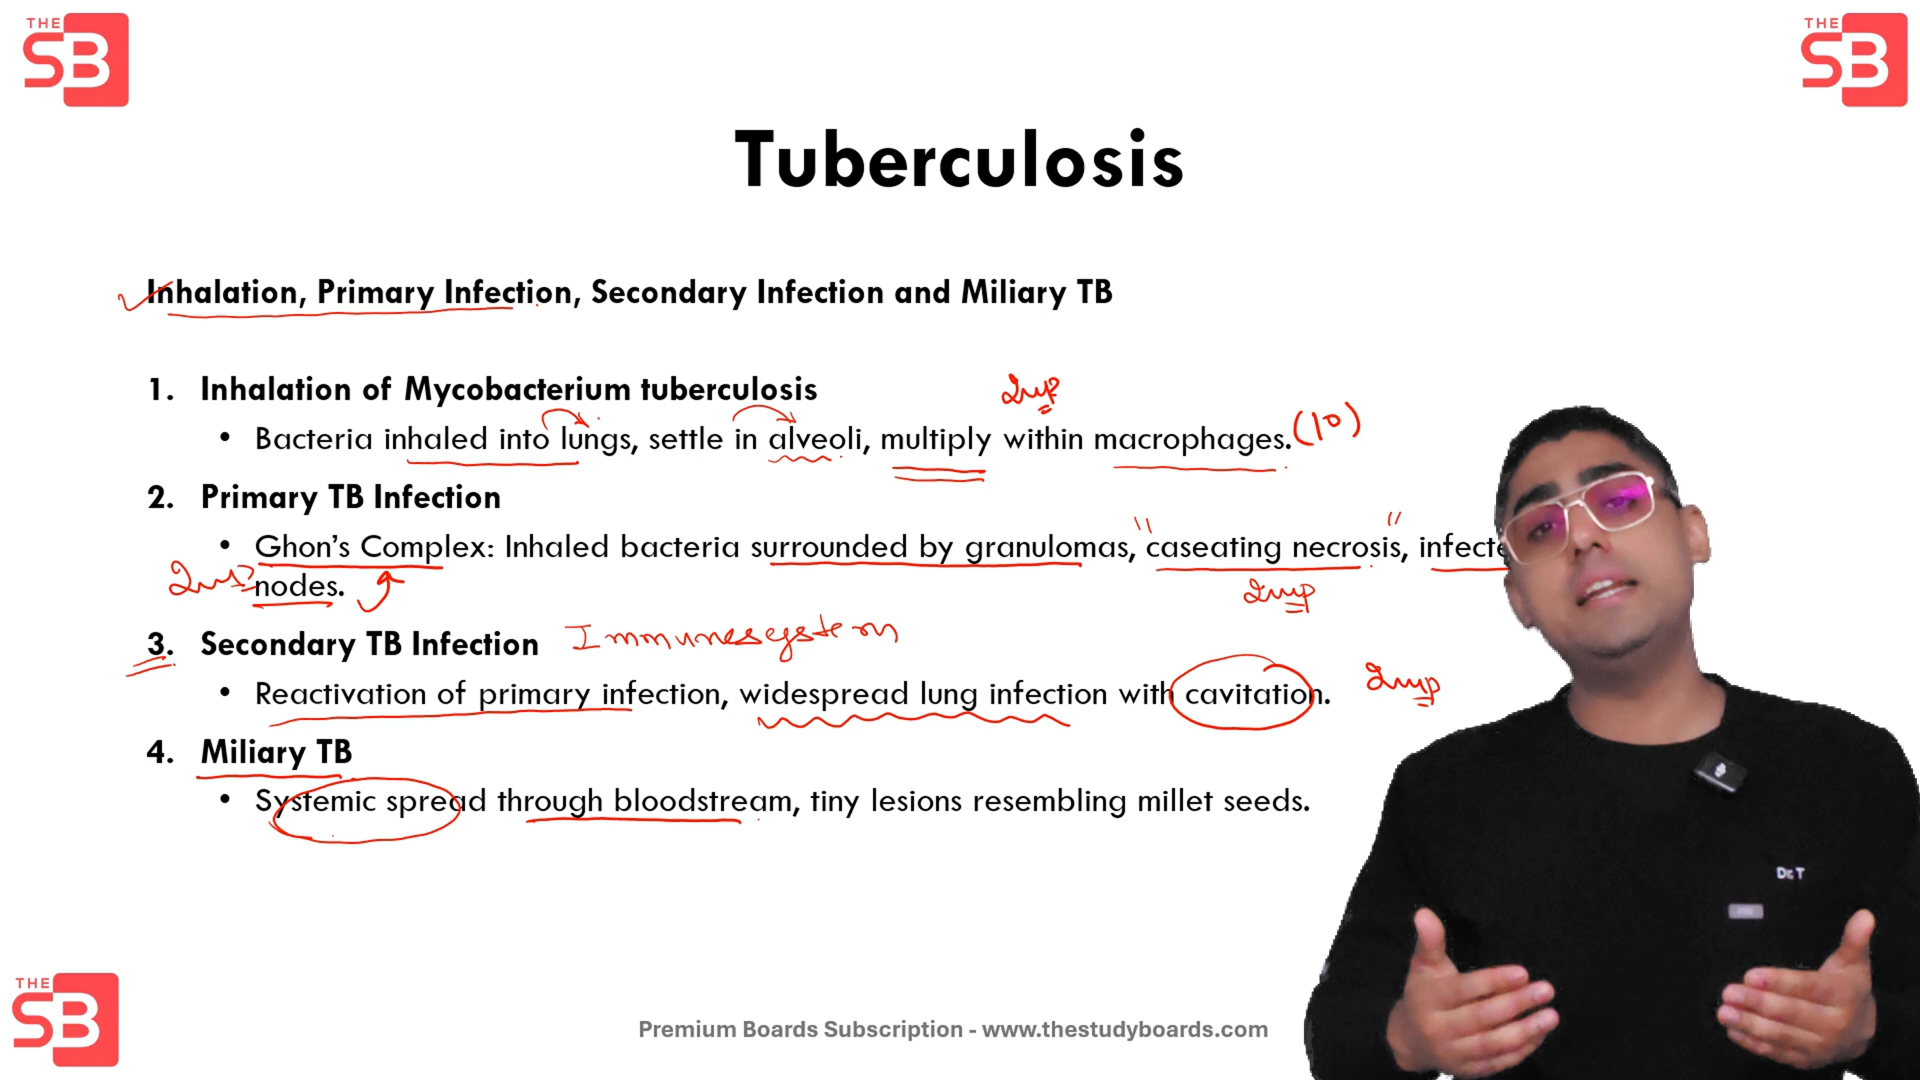 THE
SB
THE
SB
Tuberculosis
Inhalation, Primary Infection, Secondary Infection and Miliary TB
1. Inhalation of Mycobacterium tuberculosis
Imp
• Bacteria inhaled into lungs, settle in alveoli, multiply within macrophages. (10)
2. Primary TB Infection
• Ghon's Complex: Inhaled bacteria surrounded by granulomas, "caseating necrosis", infecte
Imp nodes.
Imp
3. Secondary TB Infection Immunesystem
• Reactivation of primary infection, widespread lung infection with cavitation. Imp
4. Miliary TB
• Systemic spread through bloodstream, tiny lesions resembling millet seeds.
THE
SB
Premium Boards Subscription - www.thestudyboards.com